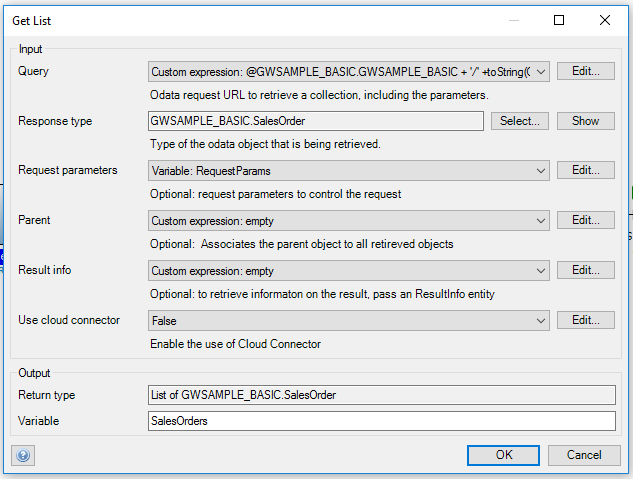 Get List
Input
Query
Custom expression: @GWSAMPLE_BASIC.GWSAMPLE_BASIC + '/' +toString(
Edit...
Odata request URL to retrieve a collection, including the parameters.
Response type
GWSAMPLE_BASIC.SalesOrder
Select...
Show
Type of the odata object that is being retrieved.
Request parameters
Variable: RequestParams
Edit...
Optional: request parameters to control the request
Parent
Custom expression: empty
Edit...
Optional: Associates the parent object to all retireved objects
Result info
Custom expression: empty
Edit...
Optional: to retrieve informaton on the result, pass an ResultInfo entity
Use cloud connector
False
Edit...
Enable the use of Cloud Connector
Output
Return type
List of GWSAMPLE_BASIC.SalesOrder
Variable
SalesOrders
?
OK
Cancel